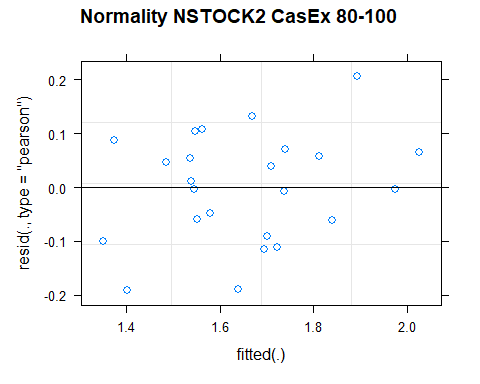 Normality NSTOCK2 CasEx 80-100
resid(., type = "pearson")
0.2
0.1
0.0
-0.1
-0.2
1.4 1.6 1.8 2.0
fitted(.)